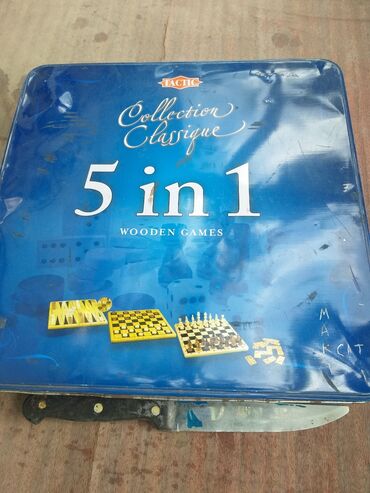 TACTIC
Collection
Classique
5 in 1
WOODEN GAMES